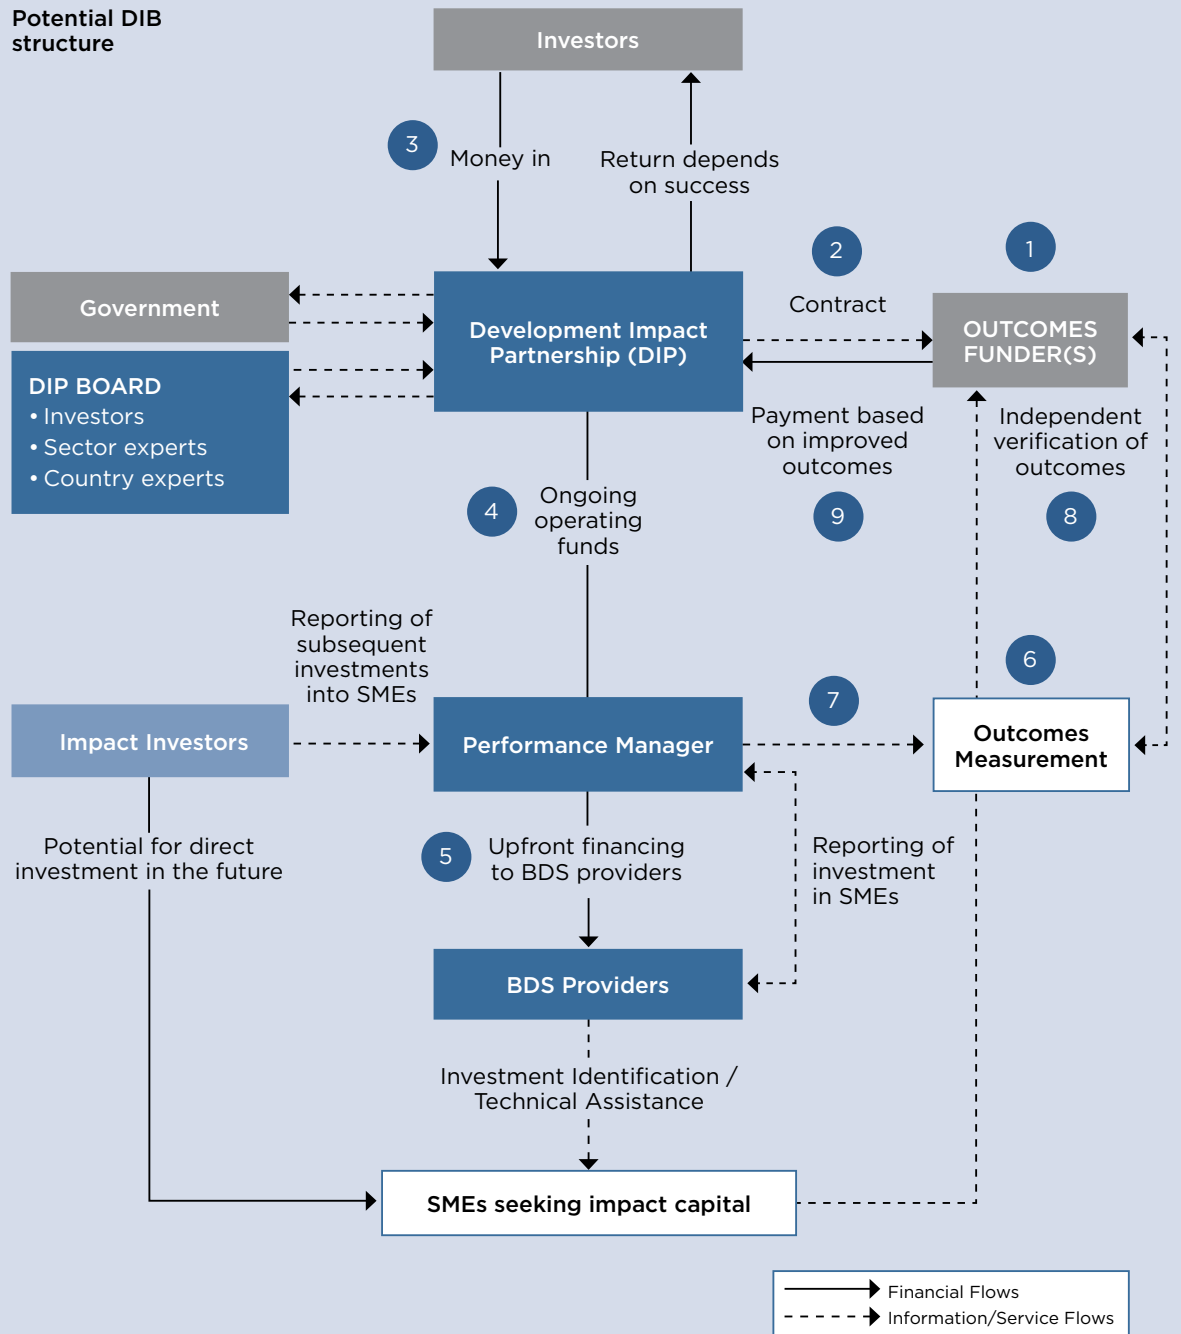 Potential DIB
structure
Investors
3
Money in
Return depends
on success
2
1
Contract
Government
Development Impact
Partnership (DIP)
OUTCOMES
FUNDER(S)
DIP BOARD
• Investors
• Sector experts
• Country experts
Payment based
on improved
outcomes
9
Independent
verification of
outcomes
8
4
Ongoing
operating
funds
Reporting of
subsequent
investments
into SMEs
7
6
Impact Investors
Performance Manager
Outcomes
Measurement
Potential for direct
investment in the future
5
Upfront financing
to BDS providers
Reporting of
investment
in SMEs
BDS Providers
Investment Identification /
Technical Assistance
SMEs seeking impact capital
Financial Flows
Information/Service Flows